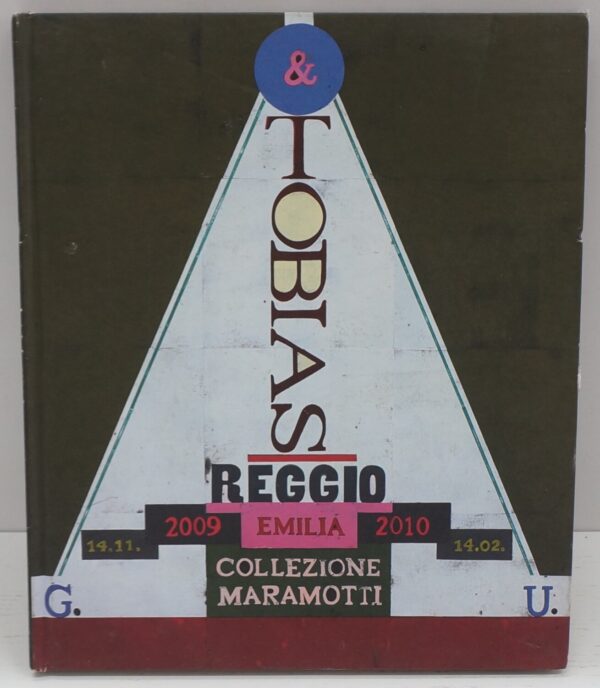 &
TOBIAS
REGGIO
2009 EMILIA 2010
14.11. 14.02.
COLLEZIONE
MARAMOTTI
G. U.